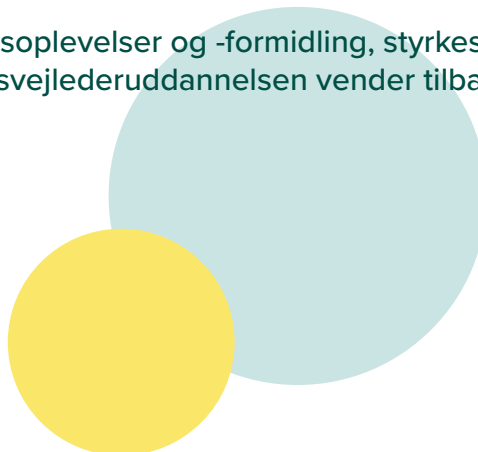 soplevelser og -formidling, styrkes
svejlederuddannelsen vender tilba